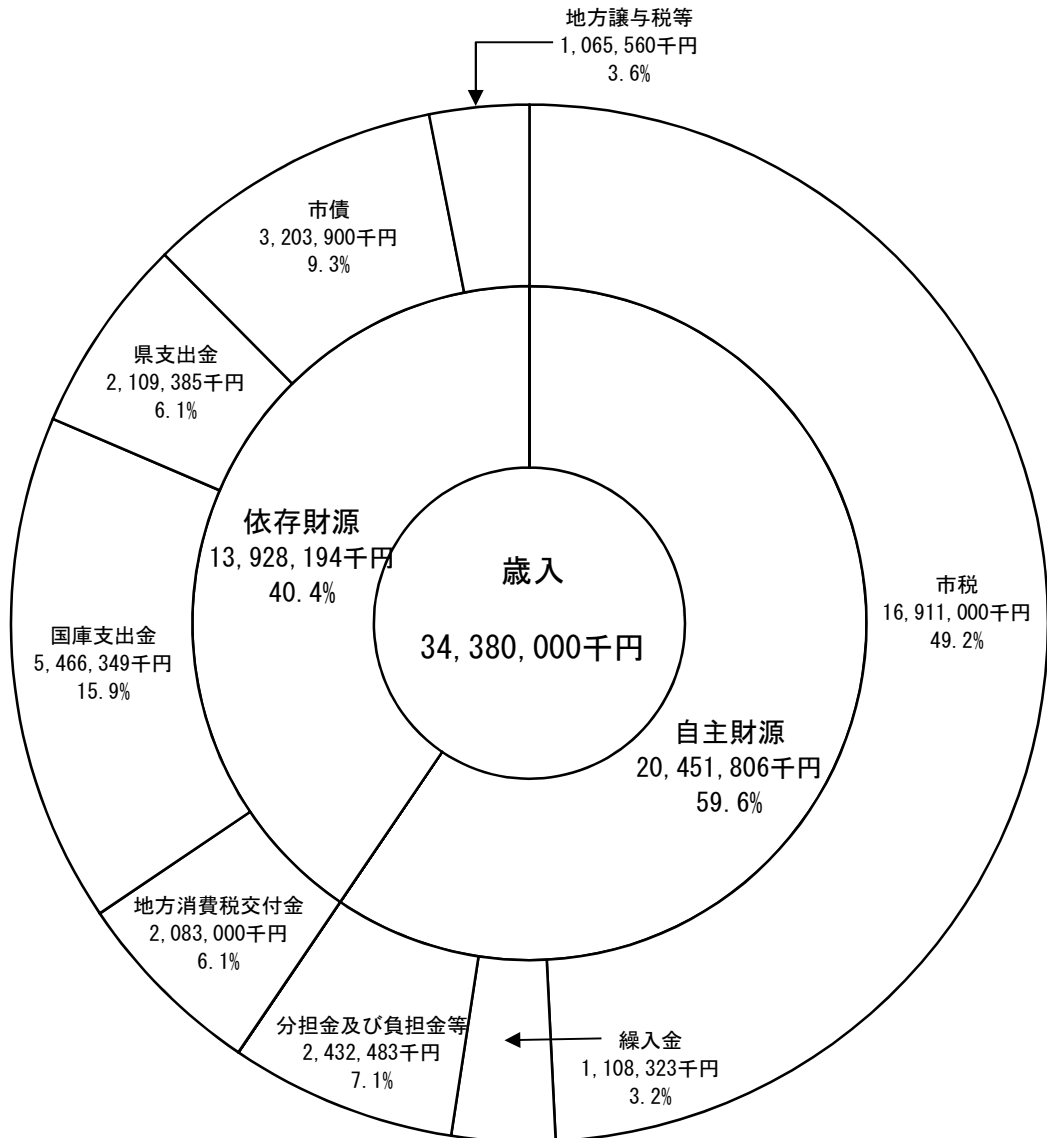 地方譲与税等
1,065,560千円
3.6%
市債
3,203,900千円
9.3%
県支出金
2,109,385千円
6.1%
依存財源
13,928,194千円
40.4%
歳入
34,380,000千円
市税
16,911,000千円
49.2%
国庫支出金
5,466,349千円
15.9%
自主財源
20,451,806千円
59.6%
地方消費税交付金
2,083,000千円
6.1%
分担金及び負担金等
2,432,483千円
7.1%
繰入金
1,108,323千円
3.2%